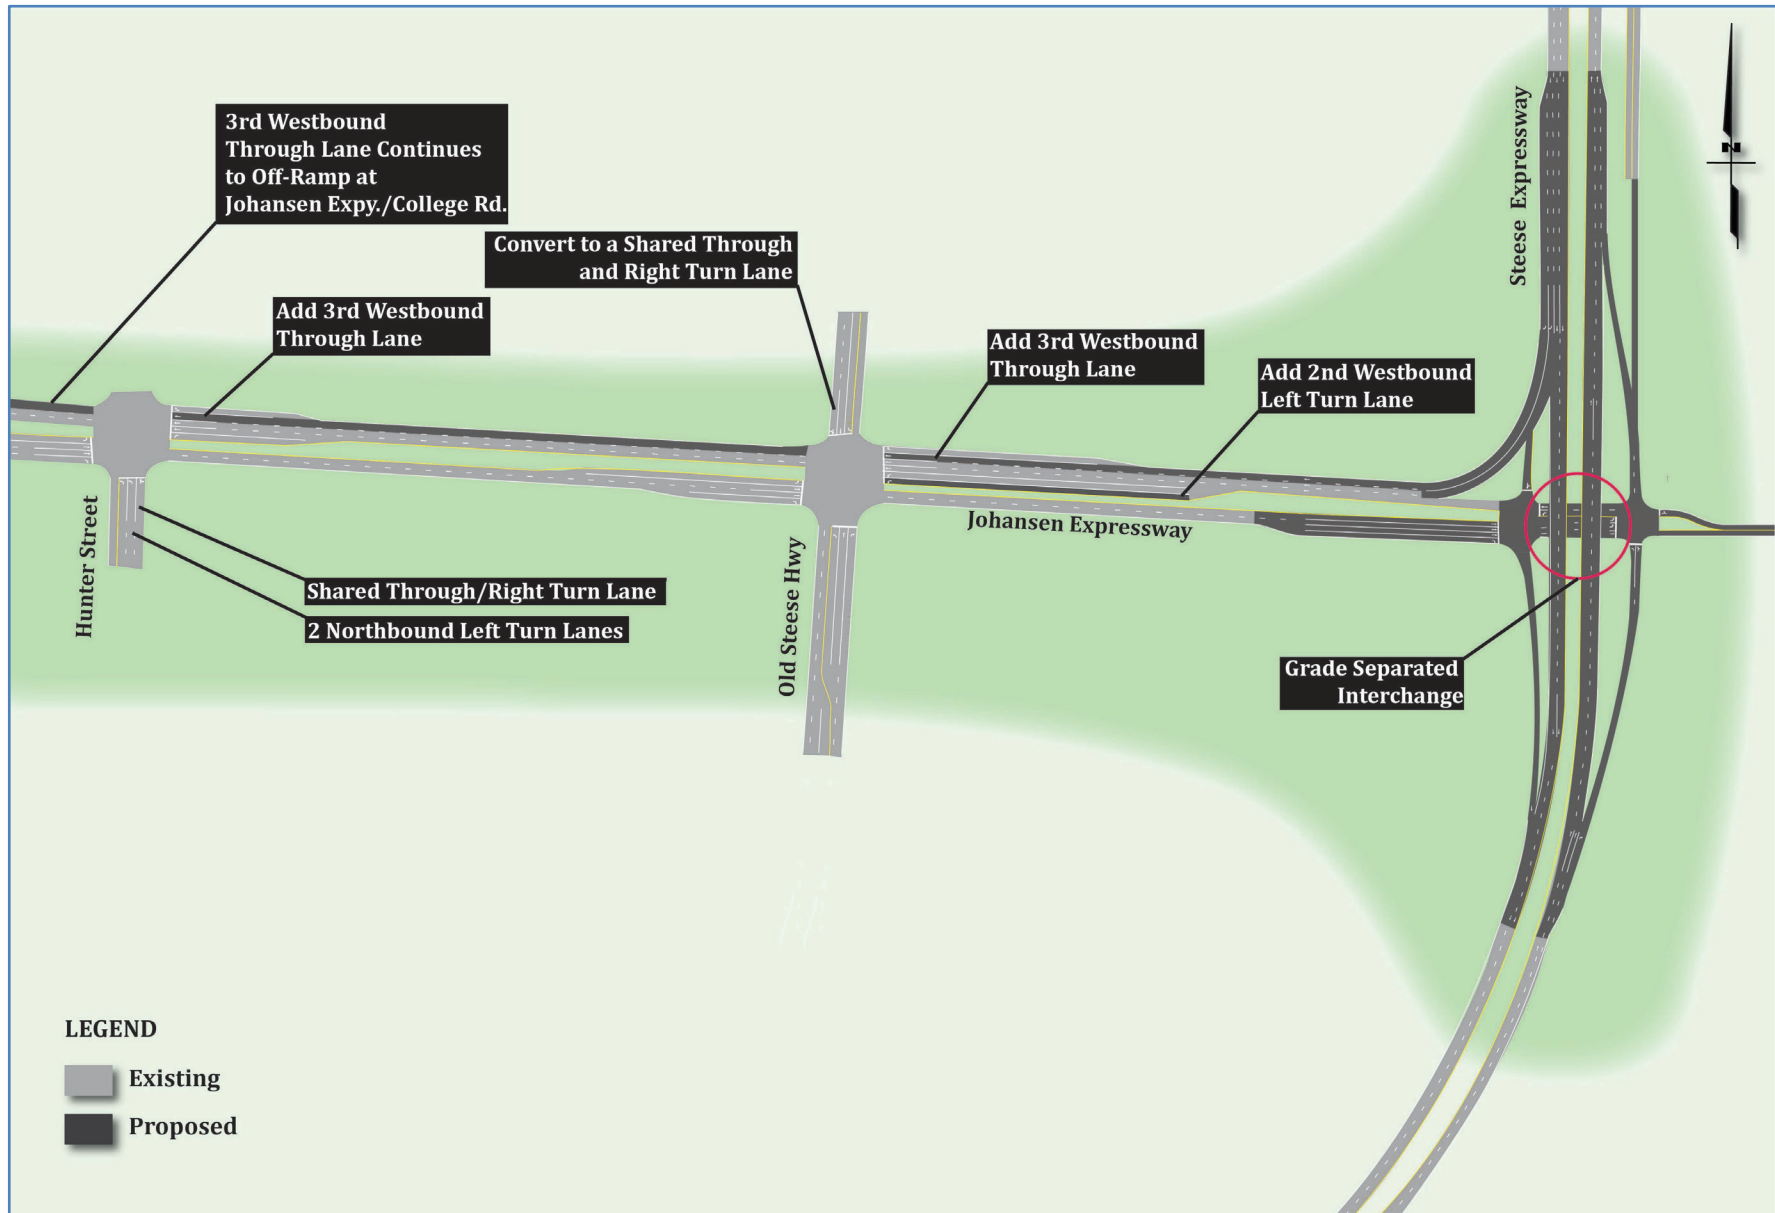 3rd Westbound
Through Lane Continues
to Off-Ramp at
Johansen Expy./College Rd.
Convert to a Shared Through
and Right Turn Lane
Add 3rd Westbound
Through Lane
Add 3rd Westbound
Through Lane
Add 2nd Westbound
Left Turn Lane
Steese Expressway
N
Johansen Expressway
Hunter Street
Shared Through/Right Turn Lane
2 Northbound Left Turn Lanes
Old Steese Hwy
Grade Separated
Interchange
LEGEND
Existing
Proposed